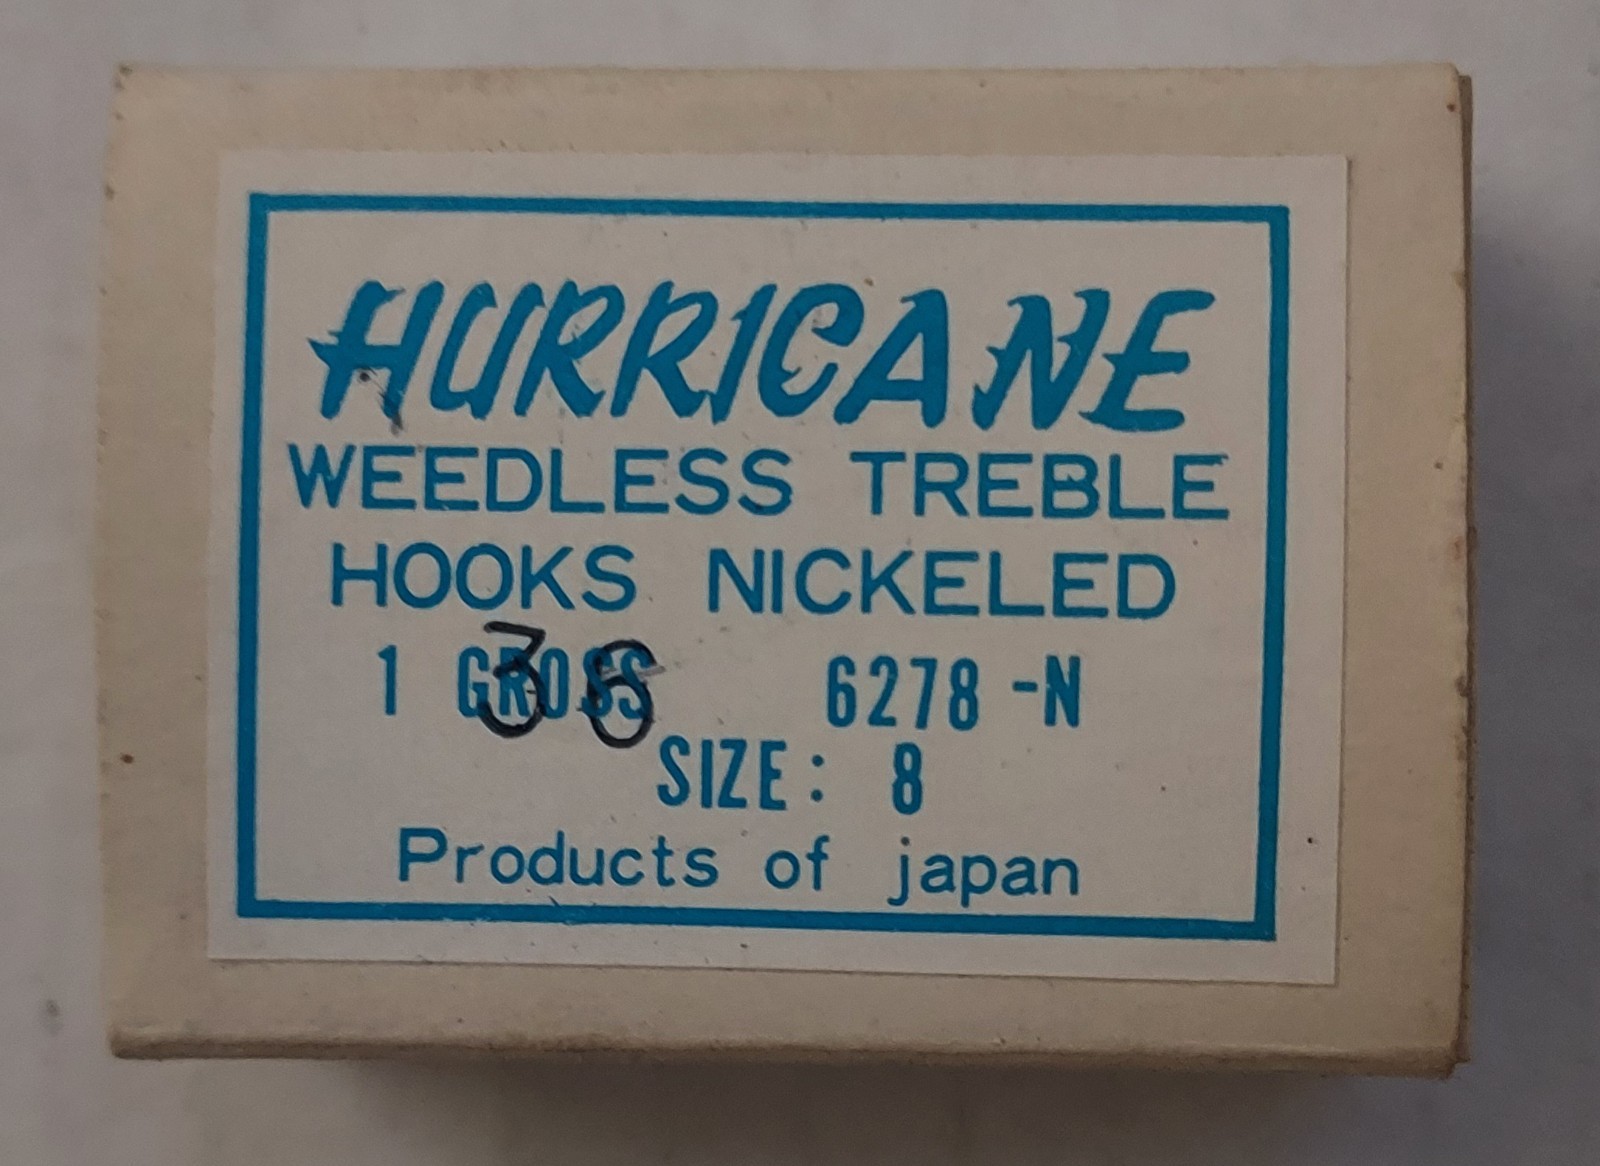 HURRICANE
WEEDLESS TREBLE
HOOKS NICKELED
1 GROSS 6278-N
36
SIZE: 8
Products of japan